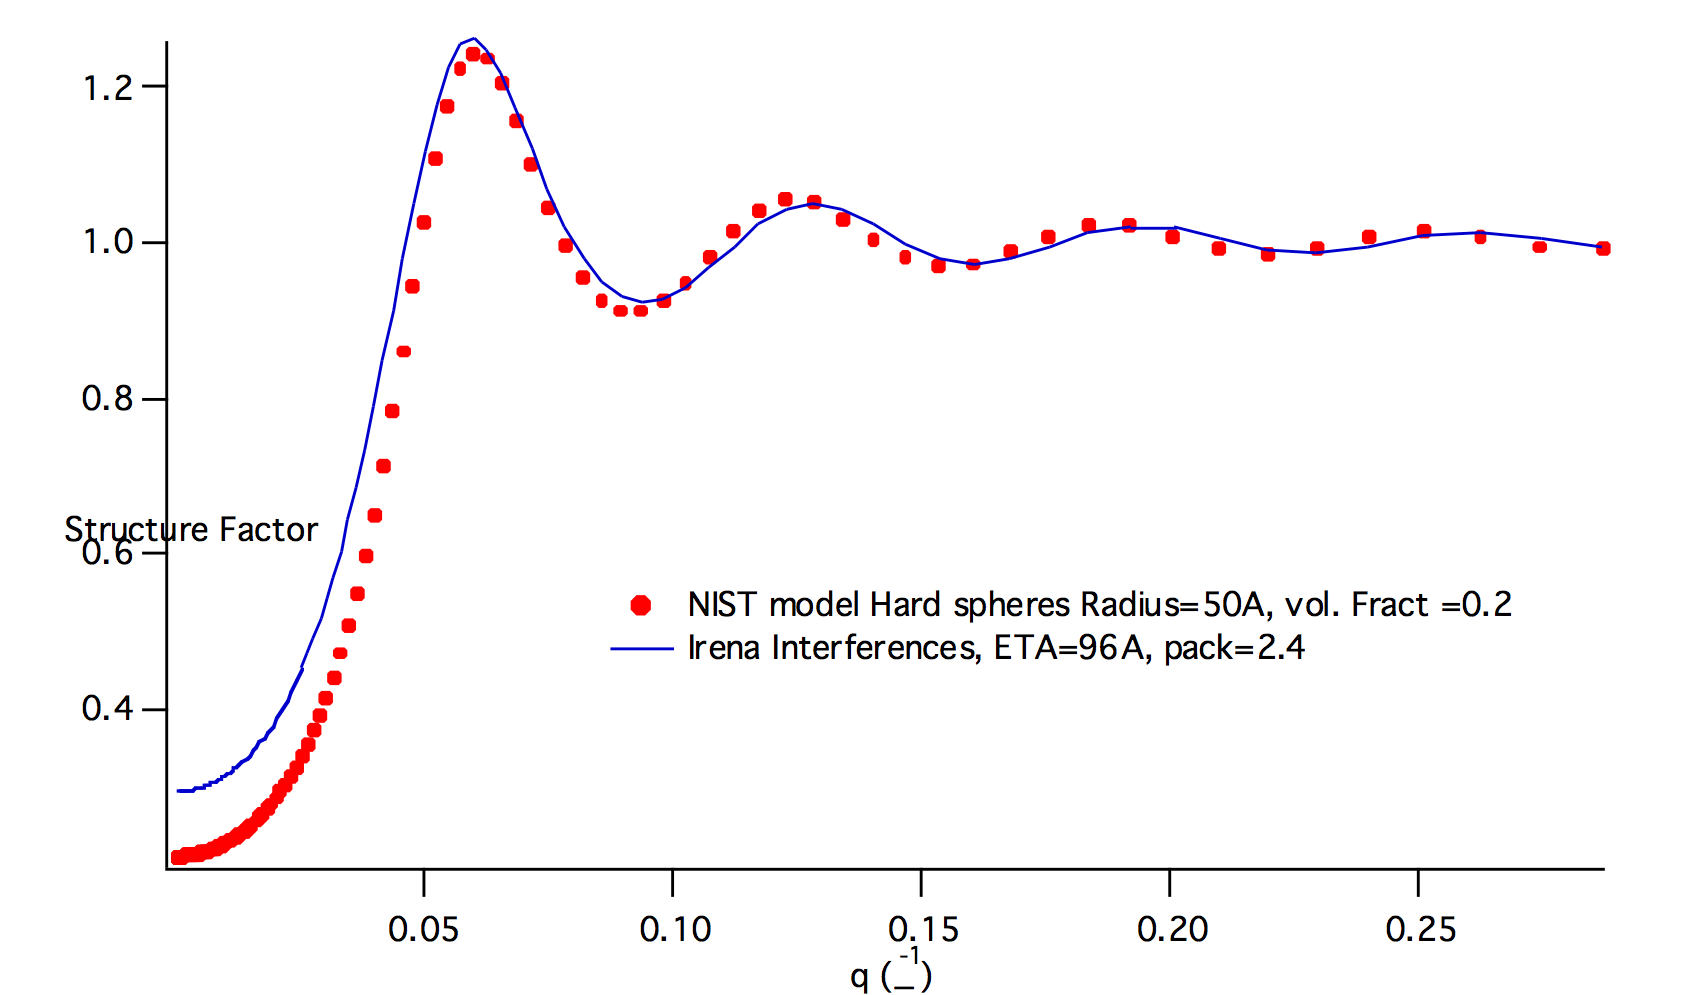 1.2
1.0
0.8
Structure Factor
0.6
NIST model Hard spheres Radius=50A, vol. Fract =0.2
Irena Interferences, ETA=96A, pack=2.4
0.4
0.05 0.10 0.15 0.20 0.25
q (_-1)